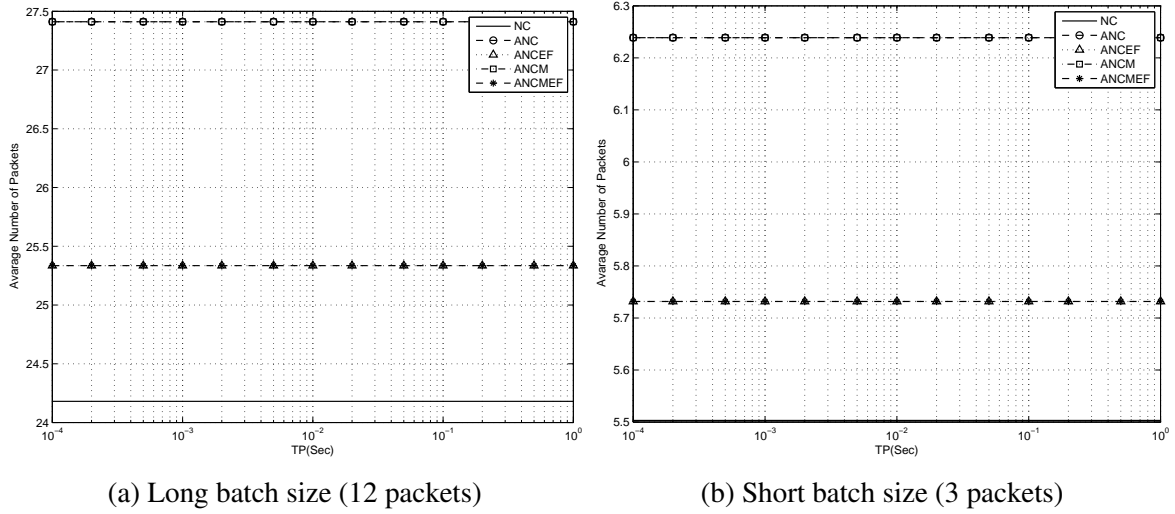 27.5
27
26.5
26
25.5
25
24.5
24
Avarage Number of Packets
10^-4
10^-3
10^-2
10^-1
10^0
TP(Sec)
NC
ANC
ANCEF
ANCM
ANCMEF
(a) Long batch size (12 packets)
6.3
6.2
6.1
6
5.9
5.8
5.7
5.6
5.5
Avarage Number of Packets
10^-4
10^-3
10^-2
10^-1
10^0
TP(Sec)
NC
ANC
ANCEF
ANCM
ANCMEF
(b) Short batch size (3 packets)